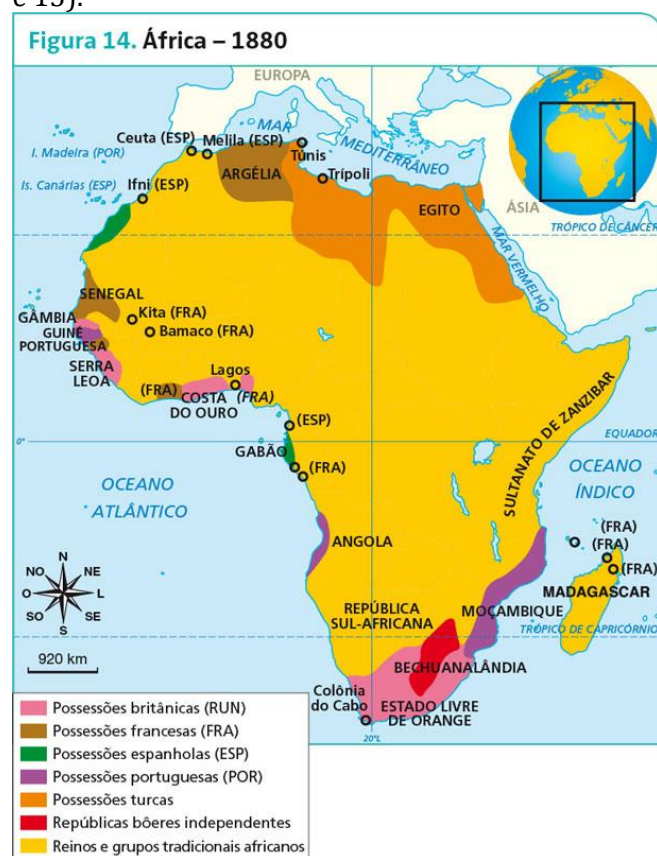 e 15).
Figura 14. África – 1880
EUROPA
MAR
MEDITERRÂNEO
Ceuta (ESP)
Melila (ESP)
Túnis
Trípoli
I. Madeira (POR)
Is. Canárias (ESP)
Ifni (ESP)
ARGÉLIA
EGITO
ÁSIA
TRÓPICO DE CÂNCER
MAR VERMELHO
SENEGAL
Kita (FRA)
Bamaco (FRA)
GÂMBIA
GUINÉ
PORTUGUESA
SERRA
LEOA
(FRA)
Lagos
COSTA
DO OURO
(FRA)
(ESP)
GABÃO
(FRA)
SULTANATO DE ZANZIBAR
EQUADOR
0°
OCEANO
ATLÂNTICO
OCEANO
ÍNDICO
ANGOLA
(FRA)
(FRA)
(FRA)
MADAGASCAR
MOÇAMBIQUE
REPÚBLICA
SUL-AFRICANA
TRÓPICO DE CAPRICÓRNIO
BECHUANALÂNDIA
Colônia
do Cabo
ESTADO LIVRE
DE ORANGE
20°L
N
NO
NE
O
L
SO
SE
S
920 km
Possessões britânicas (RUN)
Possessões francesas (FRA)
Possessões espanholas (ESP)
Possessões portuguesas (POR)
Possessões turcas
Repúblicas bôeres independentes
Reinos e grupos tradicionais africanos